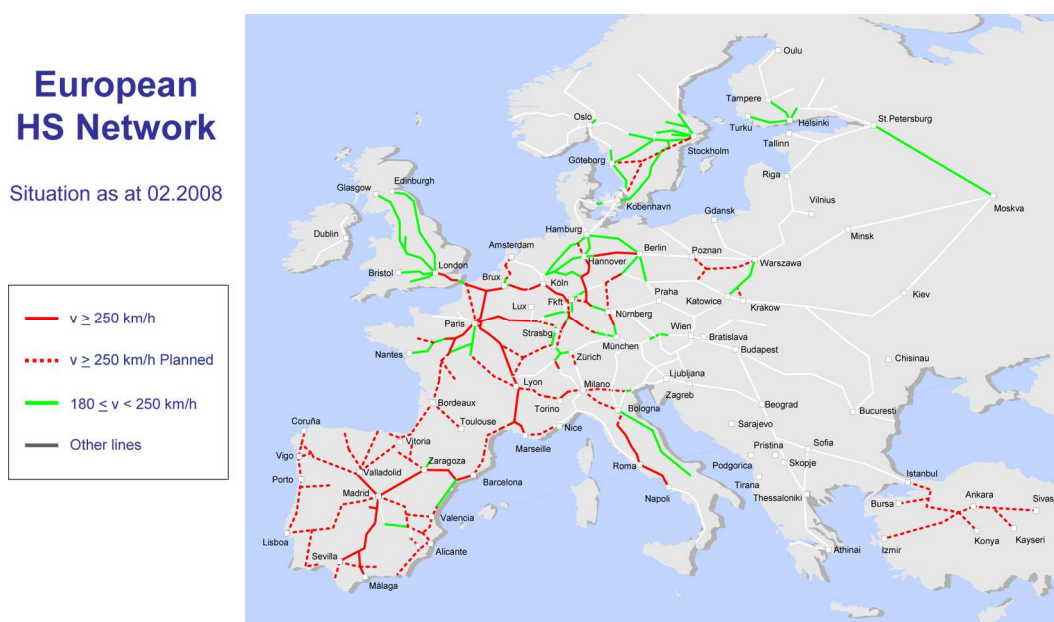 European
HS Network
Situation as at 02.2008
v ≥ 250 km/h
v ≥ 250 km/h Planned
180 ≤ v < 250 km/h
Other lines
Oulu
Tampere
Turku
Helsinki
St.Petersburg
Oslo
Stockholm
Tallinn
Göteborg
Riga
Glasgow
Edinburgh
Vilnius
Moskva
Kobenhavn
Gdansk
Dublin
Hamburg
Minsk
Amsterdam
Berlin
Poznan
Hannover
Warszawa
London
Bristol
Brux
Köln
Praha
Katowice
Krakow
Kiev
Lux
Fkft
Nürnberg
Paris
Strasbg
Wien
Bratislava
München
Budapest
Nantes
Zürich
Chisinau
Ljubljana
Zagreb
Lyon
Milano
Bordeaux
Torino
Bologna
Beograd
Bucuresti
Coruña
Toulouse
Nice
Sarajevo
Vitoria
Marseille
Sofia
Vigo
Zaragoza
Pristina
Podgorica
Skopje
Valladolid
Roma
Istanbul
Porto
Barcelona
Tirana
Madrid
Napoli
Thessaloniki
Bursa
Ankara
Sivas
Valencia
Lisboa
Alicante
Athinai
Izmir
Konya
Kayseri
Sevilla
Málaga